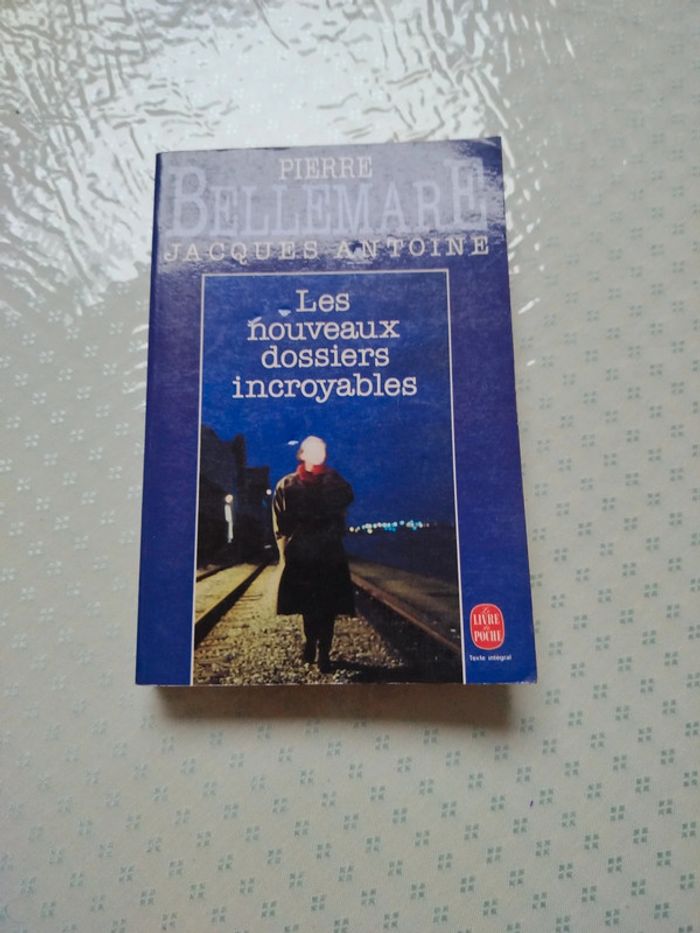 PIERRE
BELLEMARE
JACQUES ANTOINE
Les
nouveaux
dossiers
incroyables
Le
LIVRE
de
POCHE
Texte intégral